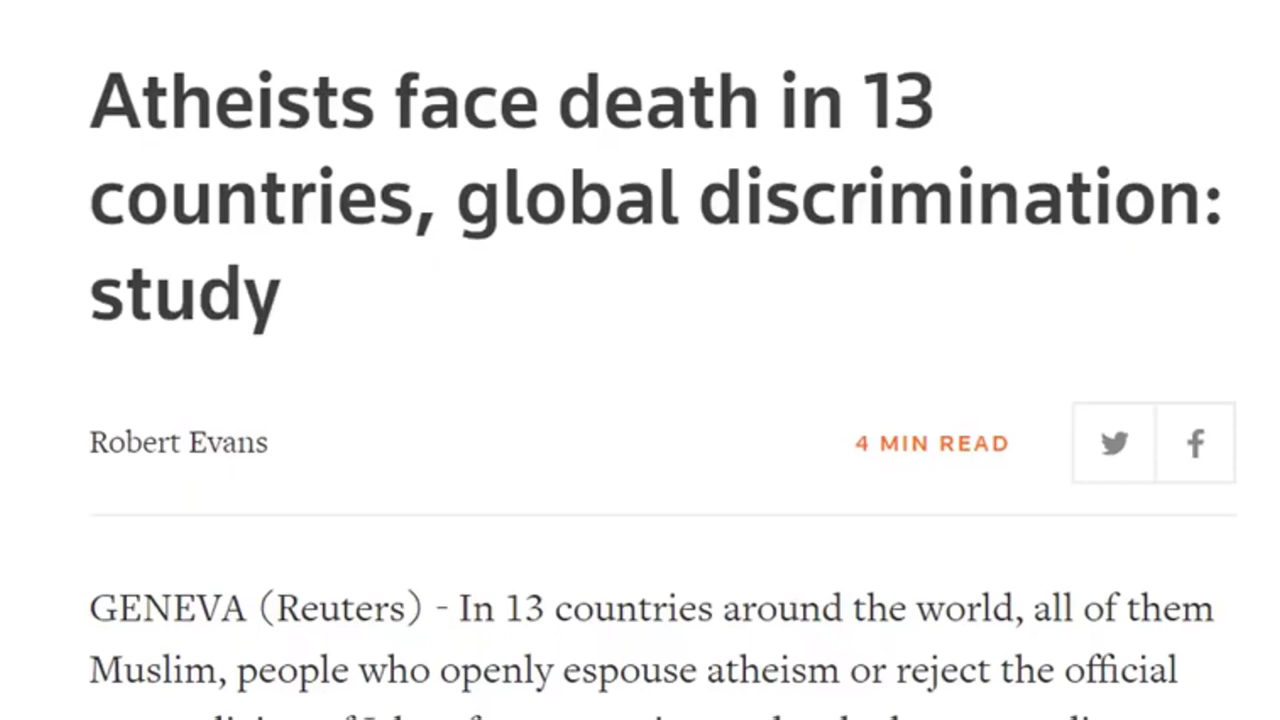 Atheists face death in 13
countries, global discrimination:
study
Robert Evans
4 MIN READ
GENEVA (Reuters) - In 13 countries around the world, all of them
Muslim, people who openly espouse atheism or reject the official